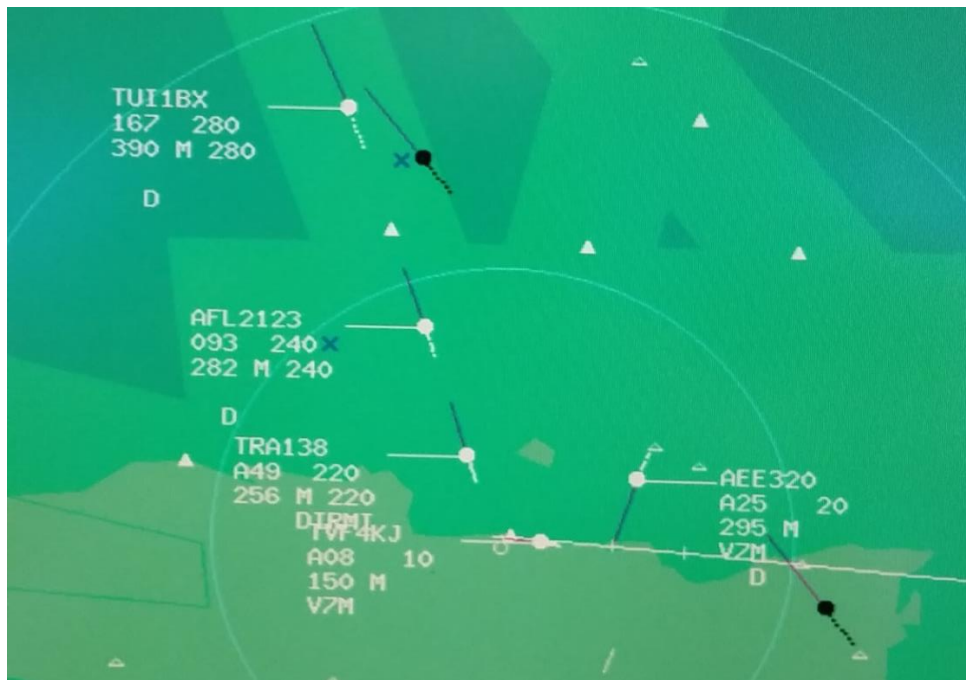 TUI1BX
167 280
390 M 280
D
AFL2123
093 240
282 M 240
D
TRA138
A49 220
256 M 220
DIRMI
TVF4KJ
A08 10
150 M
V7M
AEE320
A25 20
295 M
V7M
D